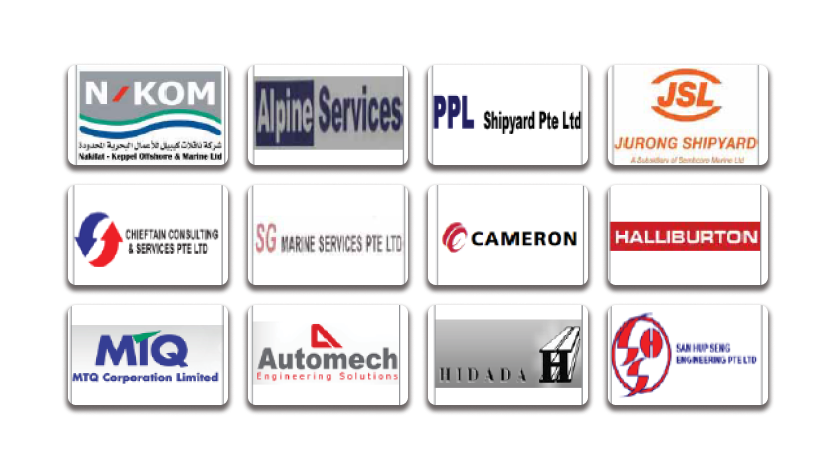 N-KOM
شركة ناقلات كيبيل للأعمال البحرية المحدودة
Nakilat - Keppel Offshore & Marine Ltd
Alpine Services
PPL Shipyard Pte Ltd
JSL
JURONG SHIPYARD
A Subsidiary of Sembcorp Marine Ltd
CHIEFTAIN CONSULTING
& SERVICES PTE LTD
SG MARINE SERVICES PTE LTD
CAMERON
HALLIBURTON
MTQ
MTQ Corporation Limited
Automech
Engineering Solutions
HIDADA H
SAN HUP SENG
ENGINEERING PTE LTD